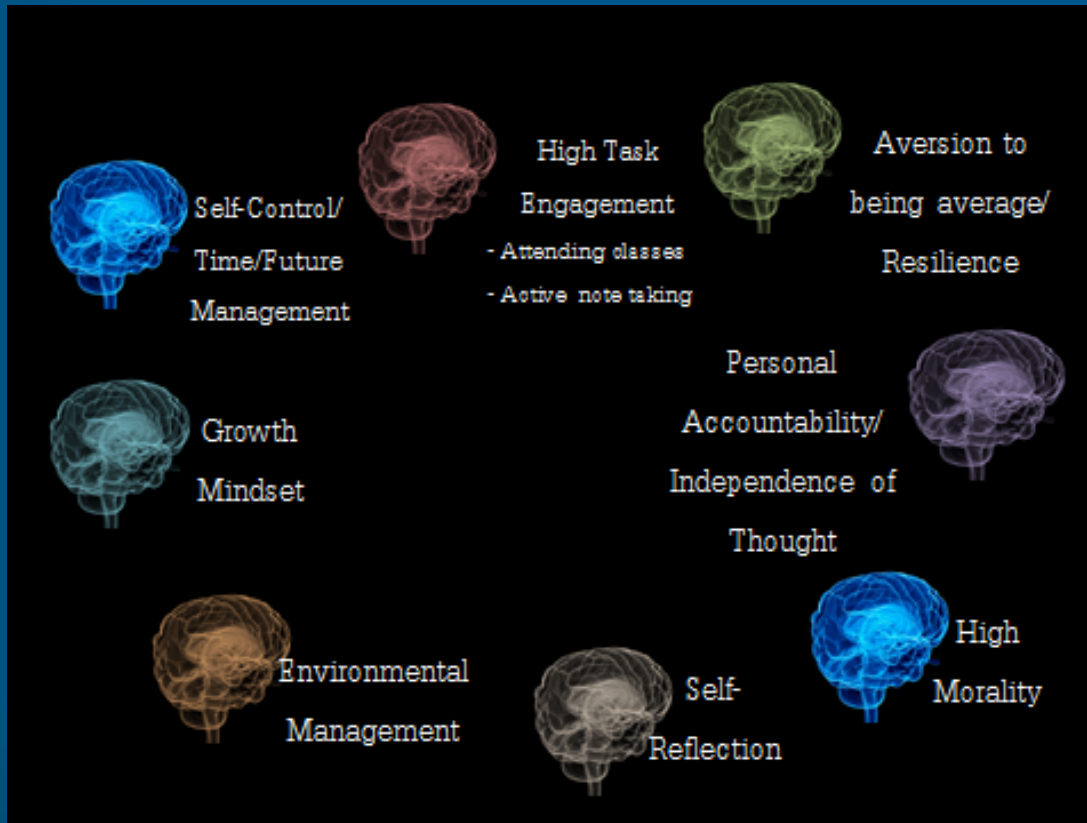 Self-Control/
Time/Future
Management
High Task
Engagement
- Attending classes
- Active note taking
Aversion to
being average/
Resilience
Growth
Mindset
Personal
Accountability/
Independence of
Thought
Environmental
Management
Self-
Reflection
High
Morality